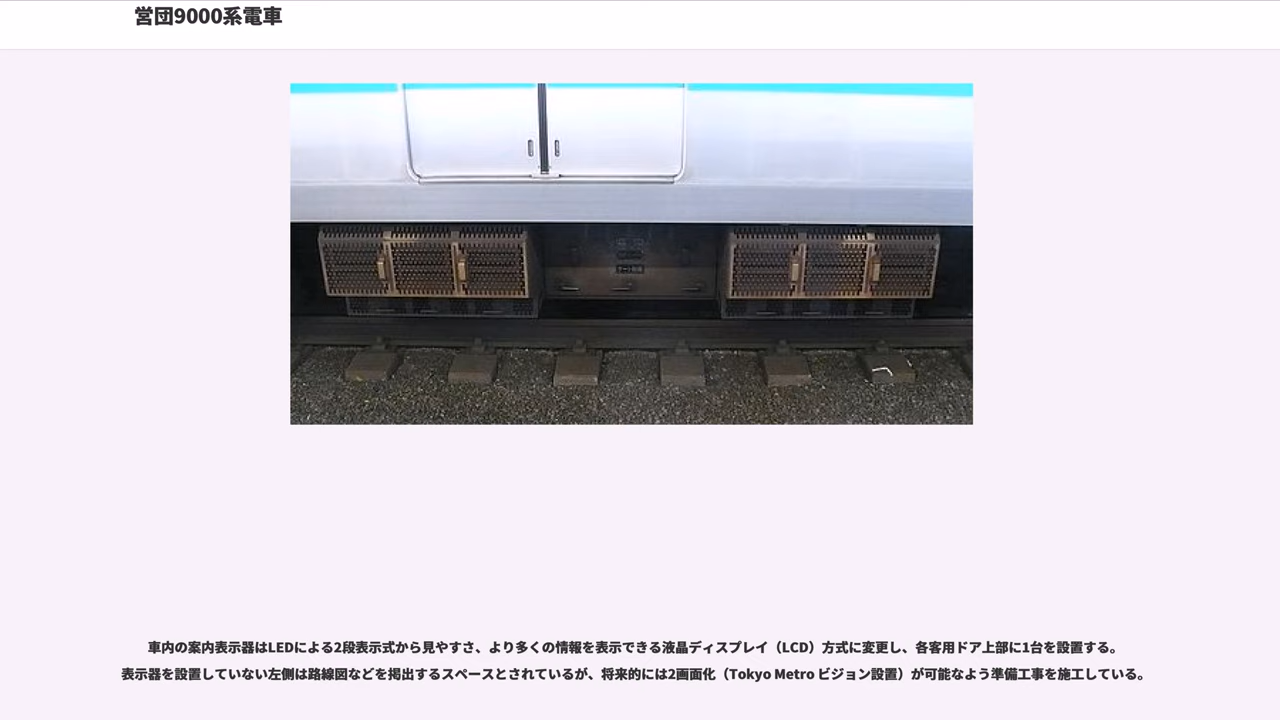 営団9000系電車
車内の案内表示器はLEDによる2段表示式から見やすさ、より多くの情報を表示できる液晶ディスプレイ（LCD）方式に変更し、各客用ドア上部に1台を設置する。
表示器を設置していない左側は路線図などを掲出するスペースとされているが、将来的には2画面化（Tokyo Metro ビジョン設置）が可能なよう準備工事を施工している。